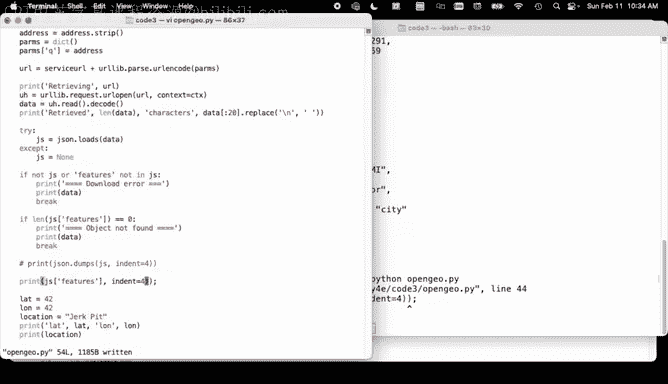 Terminal Shell Edit View Window Help
Sun Feb 11 10:34 AM
code3 — vi opengeo.py — 86×37
address = address.strip()
parms = dict()
parms['q'] = address
url = serviceurl + urllib.parse.urlencode(parms)
print('Retrieving', url)
uh = urllib.request.urlopen(url, context=ctx)
data = uh.read().decode()
print('Retrieved', len(data), 'characters', data[:20].replace('\n', ' '))
try:
js = json.loads(data)
except:
js = None
if not js or 'features' not in js:
print('==== Download error ===')
print(data)
break
if len(js['features']) == 0:
print('==== Object not found ====')
print(data)
break
# print(json.dumps(js, indent=4))
print(js['features'], indent=4);
lat = 42
lon = 42
location = "Jerk Pit"
print('lat', lat, 'lon', lon)
print(location)
"opengeo.py" 54L, 1185B written
code3 — -bash —
291,
69
MI",
or",
"city"
python opengeo.py
y4e/code3/opengeo.py", line 44
dent=4));
^